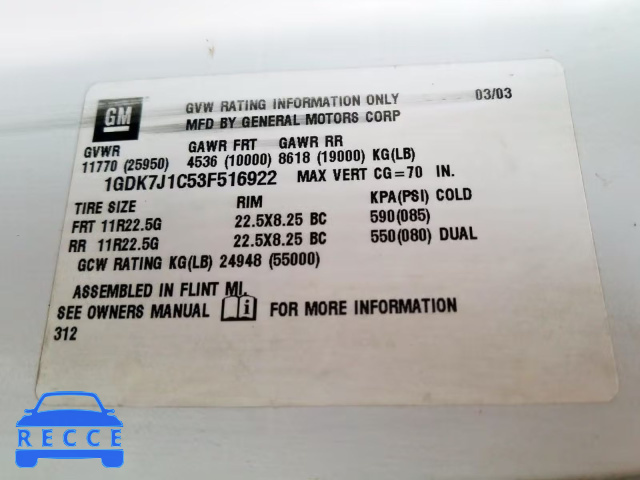 GM
GVW RATING INFORMATION ONLY 03/03
MFD BY GENERAL MOTORS CORP
GVWR GAWR FRT GAWR RR
11770 (25950) 4536 (10000) 8618 (19000) KG(LB)
1GDK7J1C53F516922 MAX VERT CG=70 IN.
TIRE SIZE RIM KPA(PSI) COLD
FRT 11R22.5G 22.5X8.25 BC 590(085)
RR 11R22.5G 22.5X8.25 BC 550(080) DUAL
GCW RATING KG(LB) 24948 (55000)
ASSEMBLED IN FLINT MI.
SEE OWNERS MANUAL FOR MORE INFORMATION
312
RECCE